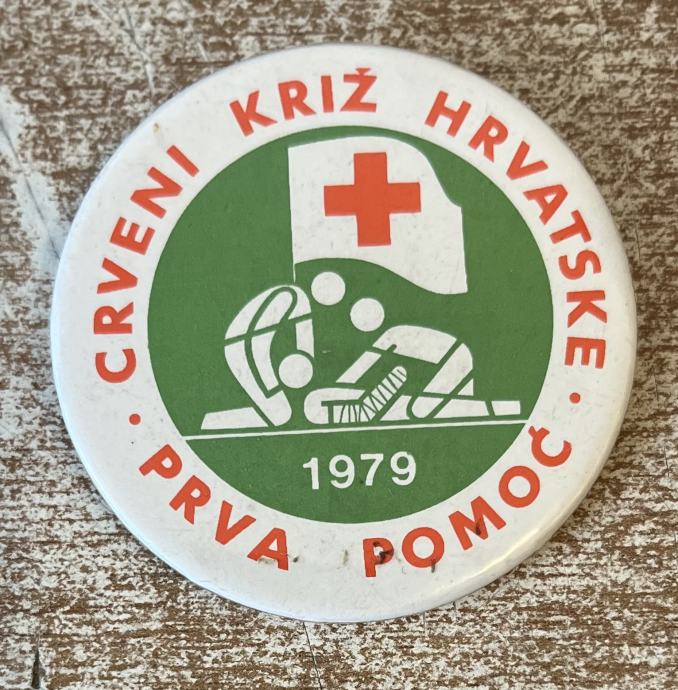 CRVENI KRIŽ HRVATSKE
· PRVA POMOĆ ·
1979